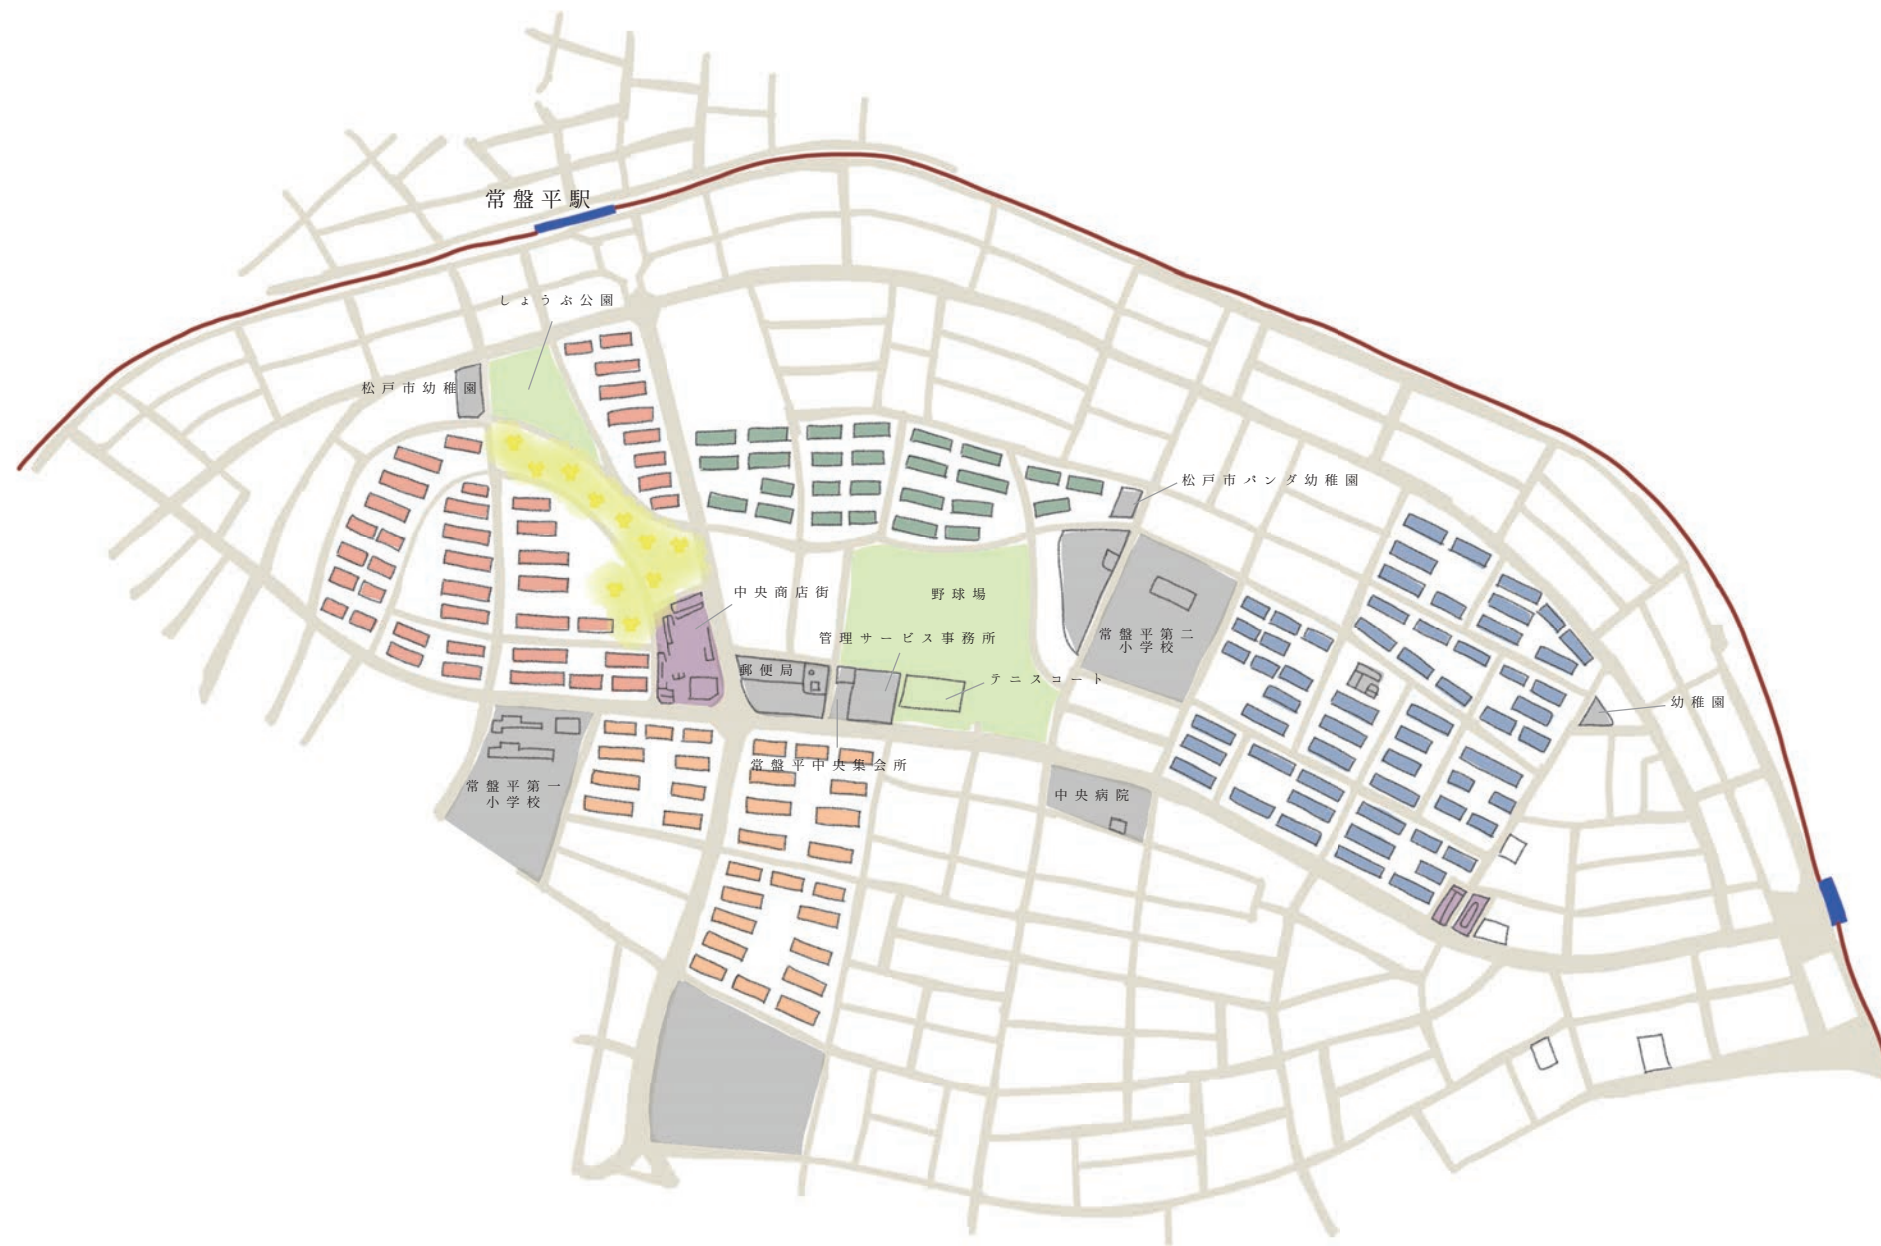 常盤平駅
しょうぶ公園
松戸市幼稚園
松戸市パンダ幼稚園
中央商店街
野球場
管理サービス事務所
常盤平第二
小学校
郵便局
テニスコート
幼稚園
常盤平中央集会所
常盤平第一
小学校
中央病院